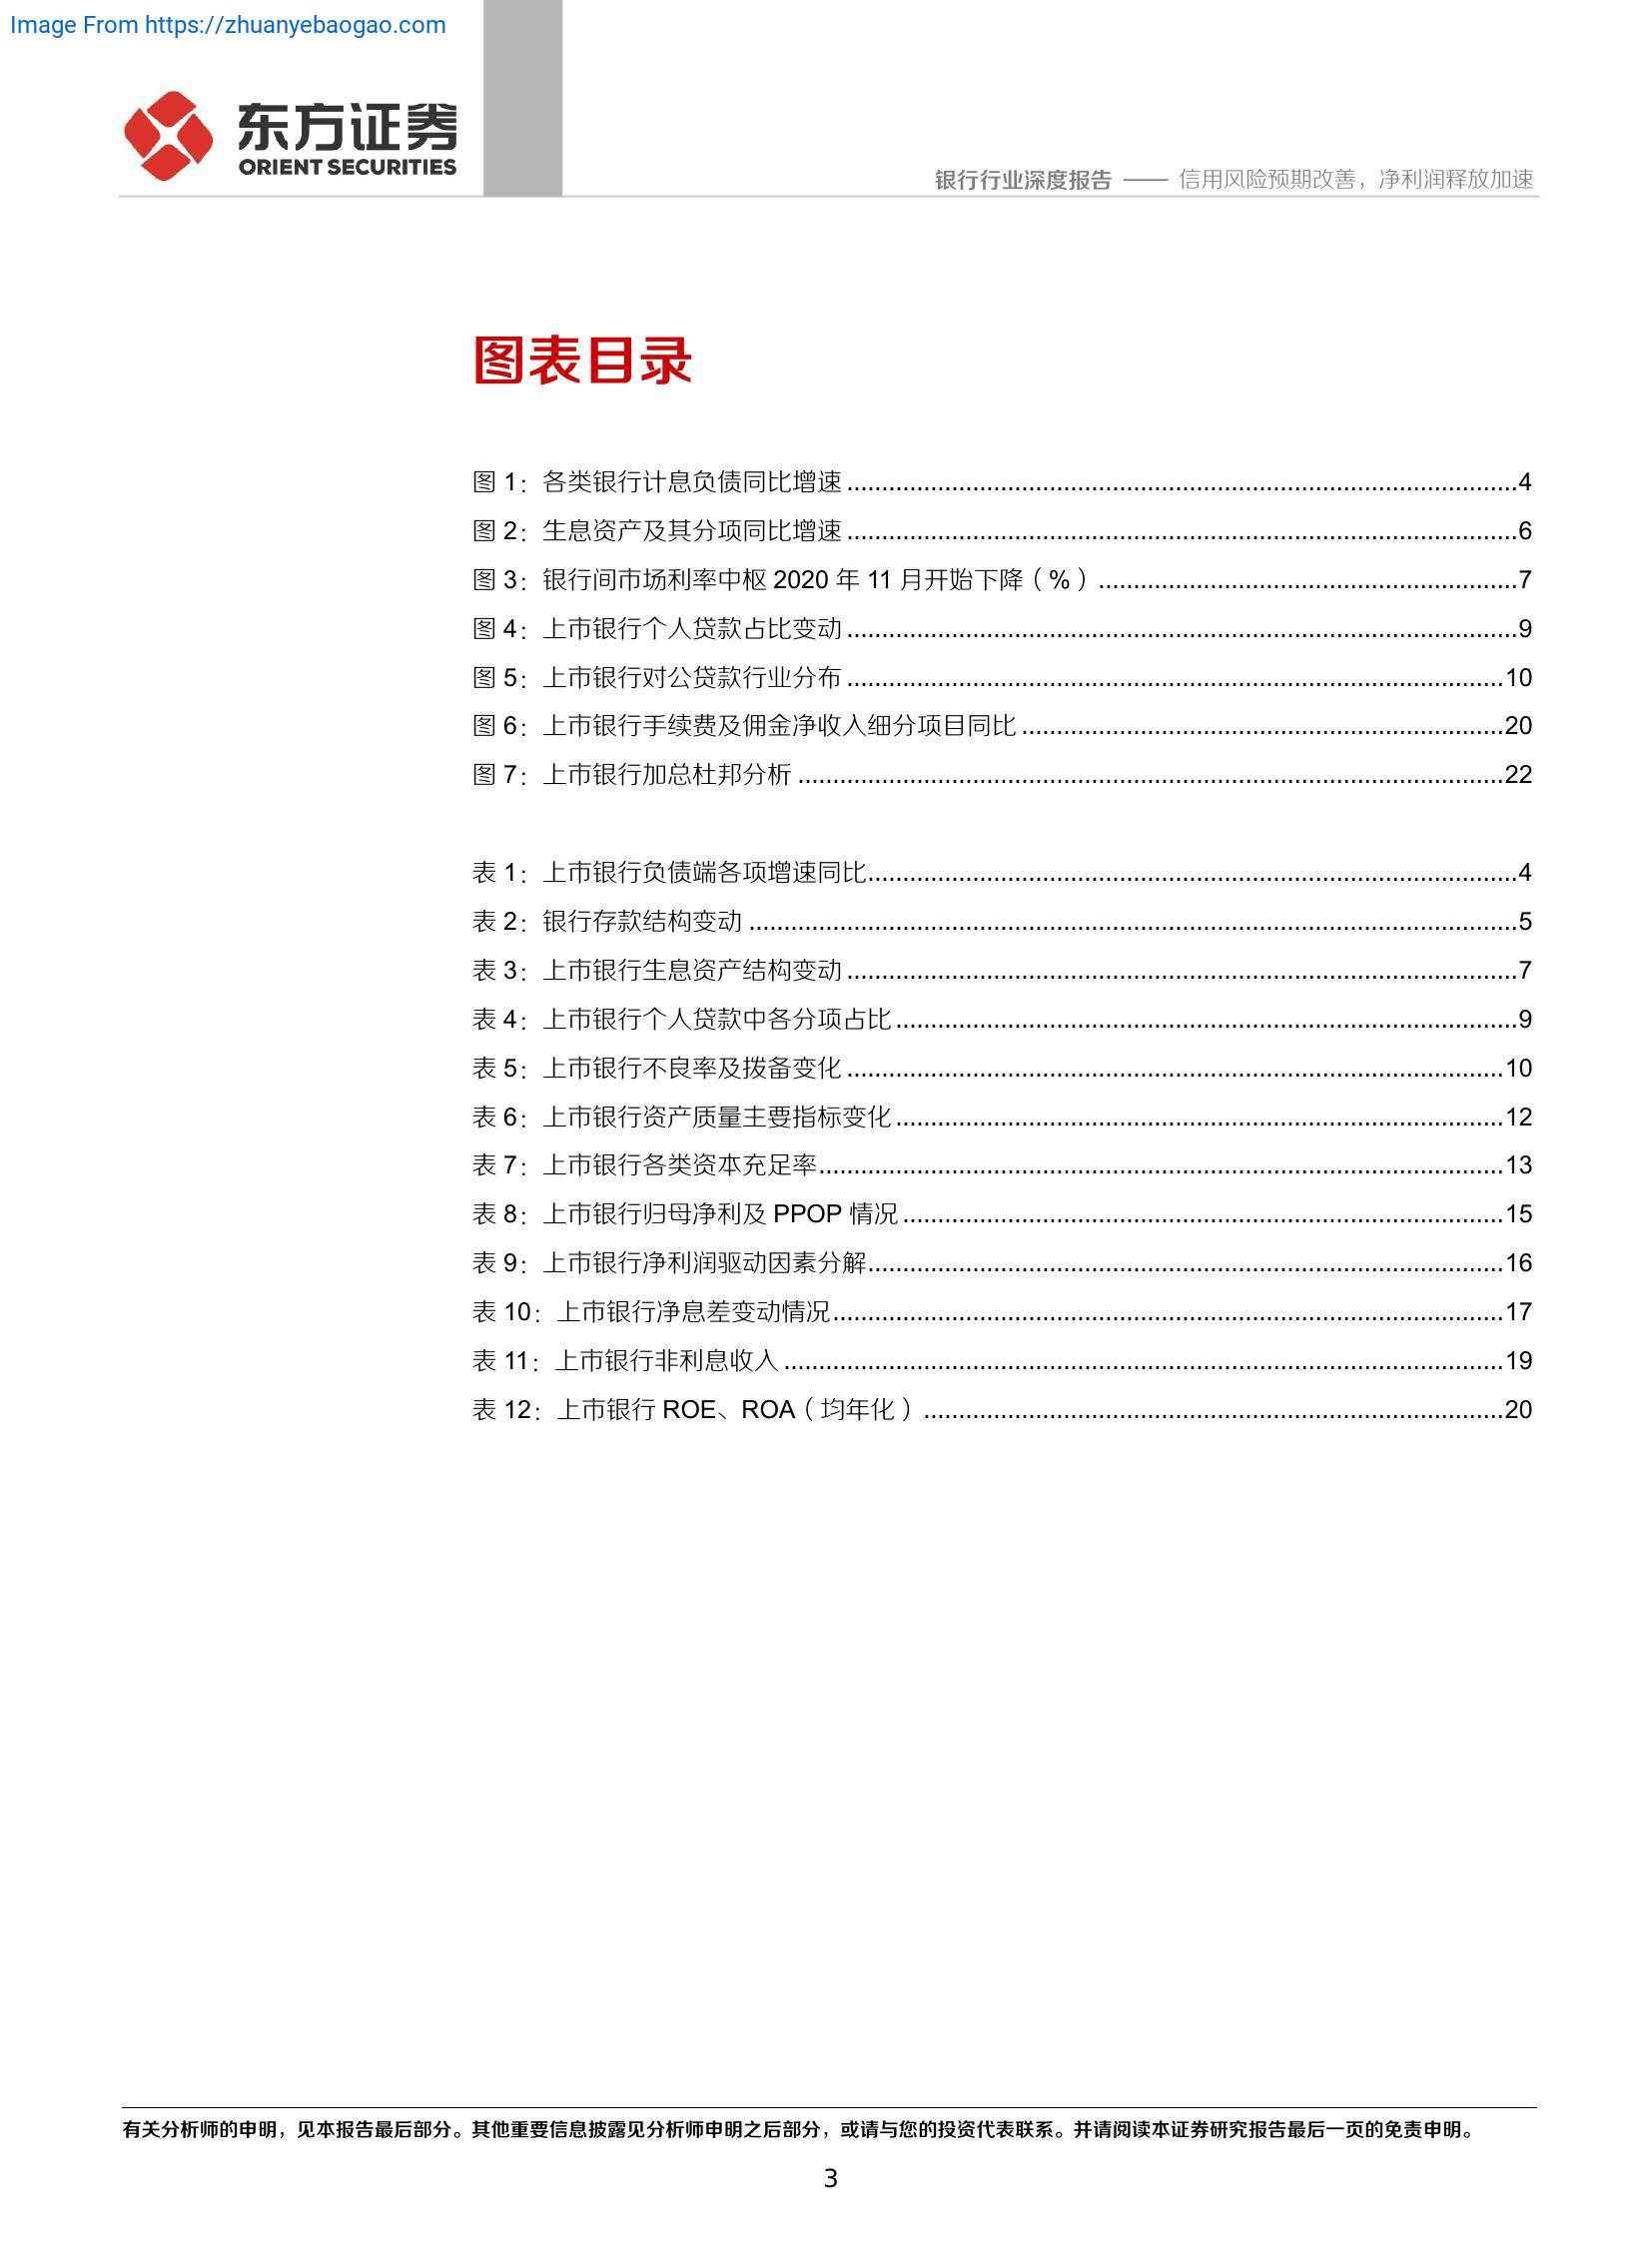 Image From https://zhuanyebaogao.com
东方证券
ORIENT SECURITIES
银行行业深度报告 —— 信用风险预期改善，净利润释放加速
图表目录
图 1：各类银行计息负债同比增速 ................................................ 4
图 2：生息资产及其分项同比增速 ................................................ 6
图 3：银行间市场利率中枢 2020 年 11 月开始下降（%） ................................................ 7
图 4：上市银行个人贷款占比变动 ................................................ 9
图 5：上市银行对公贷款行业分布 ................................................ 10
图 6：上市银行手续费及佣金净收入细分项目同比 ................................................ 20
图 7：上市银行加总杜邦分析 ................................................ 22
表 1：上市银行负债端各项增速同比 ................................................ 4
表 2：银行存款结构变动 ................................................ 5
表 3：上市银行生息资产结构变动 ................................................ 7
表 4：上市银行个人贷款中各分项占比 ................................................ 9
表 5：上市银行不良率及拨备变化 ................................................ 10
表 6：上市银行资产质量主要指标变化 ................................................ 12
表 7：上市银行各类资本充足率 ................................................ 13
表 8：上市银行归母净利及 PPOP 情况 ................................................ 15
表 9：上市银行净利润驱动因素分解 ................................................ 16
表 10：上市银行净息差变动情况 ................................................ 17
表 11：上市银行非利息收入 ................................................ 19
表 12：上市银行 ROE、ROA（均年化） ................................................ 20
有关分析师的申明，见本报告最后部分。其他重要信息披露见分析师申明之后部分，或请与您的投资代表联系。并请阅读本证券研究报告最后一页的免责申明。
3